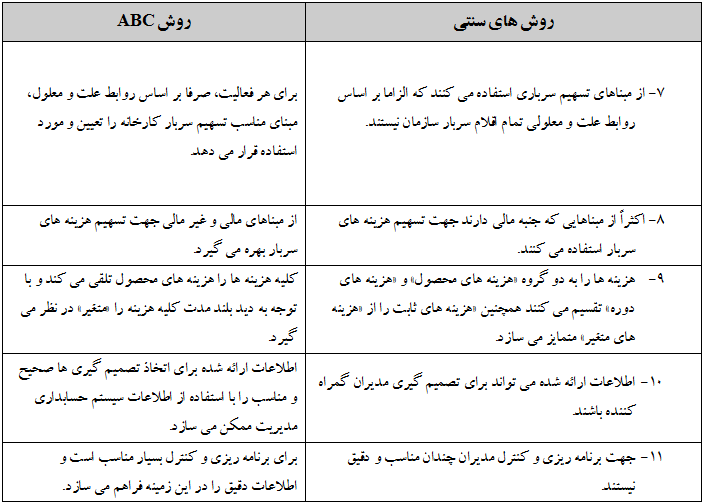 روش های سنتی
روش ABC
۷- از مبناهای تسهیم سرباری استفاده می کنند که الزاما بر اساس
روابط علت و معلولی تمام اقلام سربار سازمان نیستند.
برای هر فعالیت، صرفا بر اساس روابط علت و معلول،
مبنای مناسب تسهیم سربار کارخانه را تعیین و مورد
استفاده قرار می دهد.
۸- اکثراً از مبناهایی که جنبه مالی دارند جهت تسهیم هزینه های
سربار استفاده می کنند.
از مبناهای مالی و غیر مالی جهت تسهیم هزینه های
سربار بهره می گیرد.
۹- هزینه ها را به دو گروه «هزینه های محصول» و «هزینه های
دوره» تقسیم می کنند همچنین «هزینه های ثابت را از «هزینه
های متغیر» متمایز می سازد.
کلیه هزینه ها را هزینه های محصول تلقی می کند و با
توجه به دید بلند مدت کلیه هزینه را «متغیر» در نظر می
گیرد.
۱۰- اطلاعات ارائه شده می تواند برای تصمیم گیری مدیران گمراه
کننده باشند.
اطلاعات ارائه شده برای اتخاذ تصمیم گیری ها صحیح
و مناسب را با استفاده از اطلاعات سیستم حسابداری
مدیریت ممکن می سازد.
۱۱- جهت برنامه ریزی و کنترل مدیران چندان مناسب و دقیق
نیستند.
برای برنامه ریزی و کنترل بسیار مناسب است و
اطلاعات دقیق را در این زمینه فراهم می سازد.